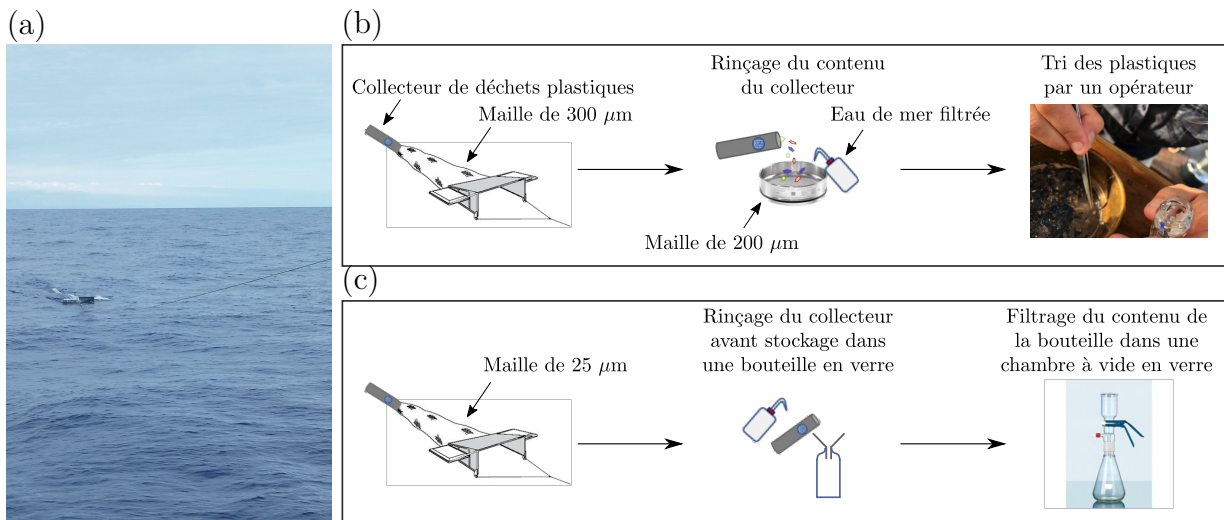 (a)
(b)
Collecteur de déchets plastiques
Maille de 300 μm
Rinçage du contenu
du collecteur
Eau de mer filtrée
Maille de 200 μm
Tri des plastiques
par un opérateur
(c)
Maille de 25 μm
Rinçage du collecteur
avant stockage dans
une bouteille en verre
Filtrage du contenu de
la bouteille dans une
chambre à vide en verre